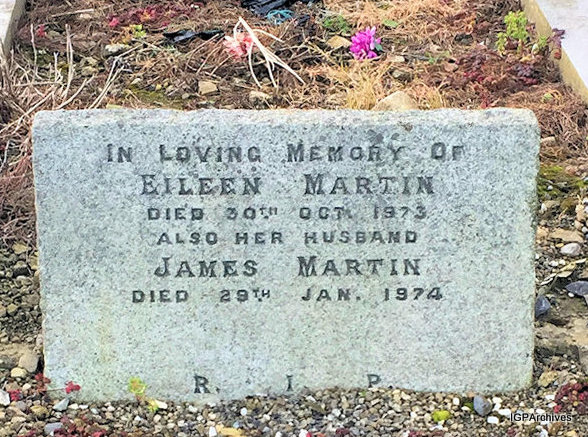 IN LOVING MEMORY OF
EILEEN MARTIN
DIED 30TH OCT. 1973
ALSO HER HUSBAND
JAMES MARTIN
DIED 29TH JAN. 1974
R. I. P.
IGPArchives